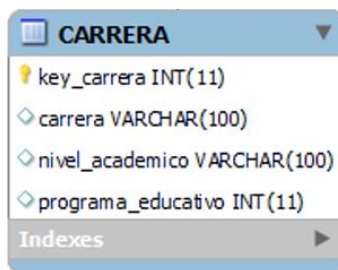 CARRERA
key_carrera INT(11)
carrera VARCHAR(100)
nivel_academico VARCHAR(100)
programa_educativo INT(11)
Indexes